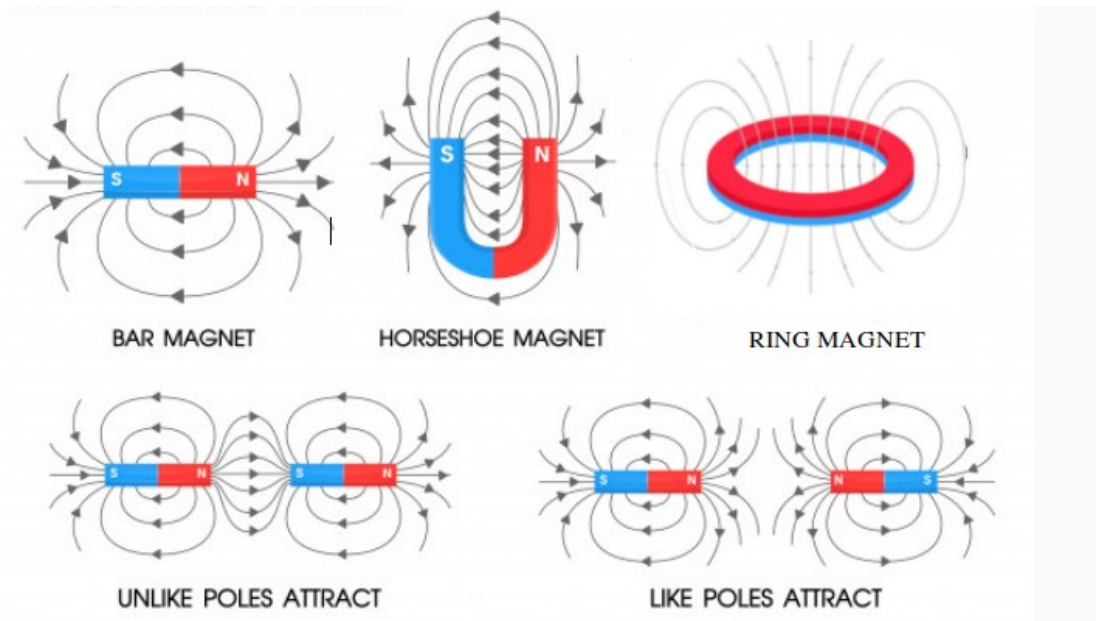 S N
S N
BAR MAGNET
HORSESHOE MAGNET
RING MAGNET
S N S N
S N N S
UNLIKE POLES ATTRACT
LIKE POLES ATTRACT